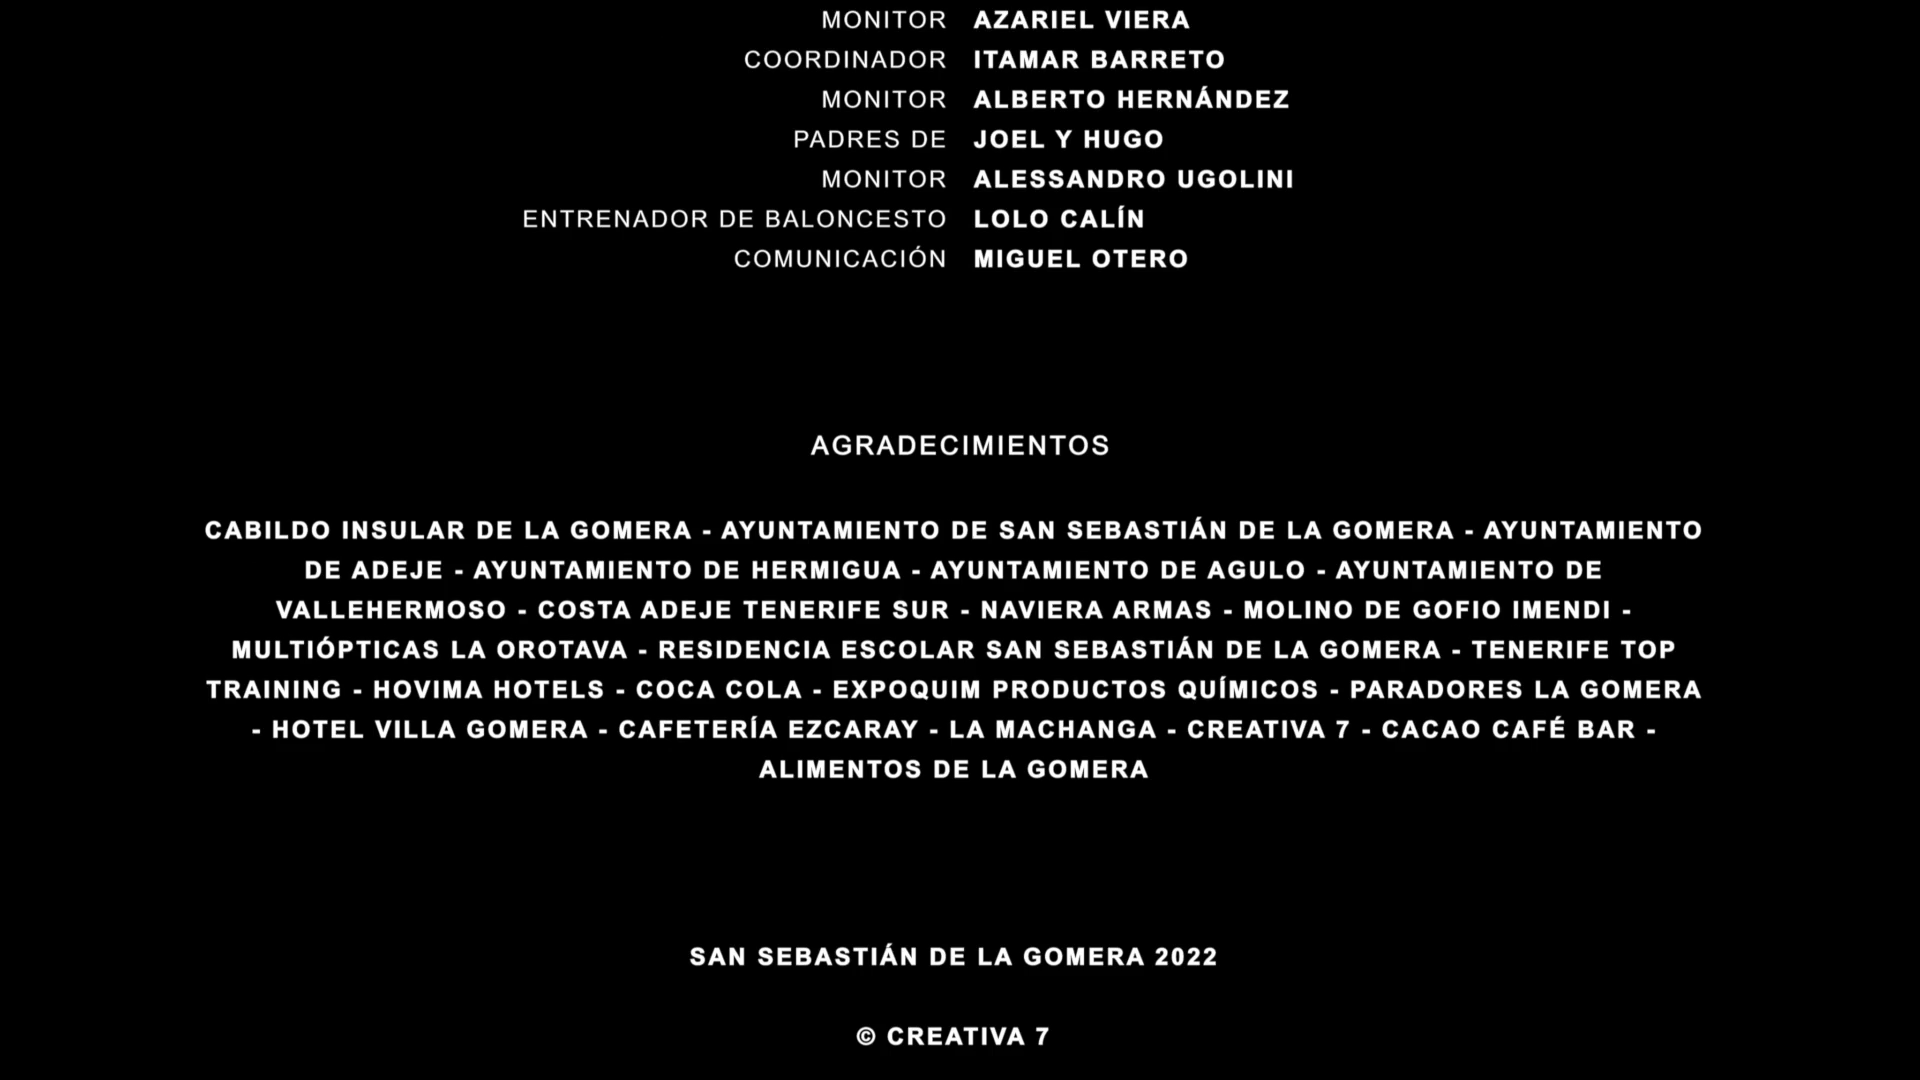 MONITOR AZARIEL VIERA
COORDINADOR ITAMAR BARRETO
MONITOR ALBERTO HERNÁNDEZ
PADRES DE JOEL Y HUGO
MONITOR ALESSANDRO UGOLINI
ENTRENADOR DE BALONCESTO LOLO CALÍN
COMUNICACIÓN MIGUEL OTERO
AGRADECIMIENTOS
CABILDO INSULAR DE LA GOMERA - AYUNTAMIENTO DE SAN SEBASTIÁN DE LA GOMERA - AYUNTAMIENTO
DE ADEJE - AYUNTAMIENTO DE HERMIGUA - AYUNTAMIENTO DE AGULO - AYUNTAMIENTO DE
VALLEHERMOSO - COSTA ADEJE TENERIFE SUR - NAVIERA ARMAS - MOLINO DE GOFIO IMENDI -
MULTIÓPTICAS LA OROTAVA - RESIDENCIA ESCOLAR SAN SEBASTIÁN DE LA GOMERA - TENERIFE TOP
TRAINING - HOVIMA HOTELS - COCA COLA - EXPOQUIM PRODUCTOS QUÍMICOS - PARADORES LA GOMERA
- HOTEL VILLA GOMERA - CAFETERÍA EZCARAY - LA MACHANGA - CREATIVA 7 - CACAO CAFÉ BAR -
ALIMENTOS DE LA GOMERA
SAN SEBASTIÁN DE LA GOMERA 2022
© CREATIVA 7